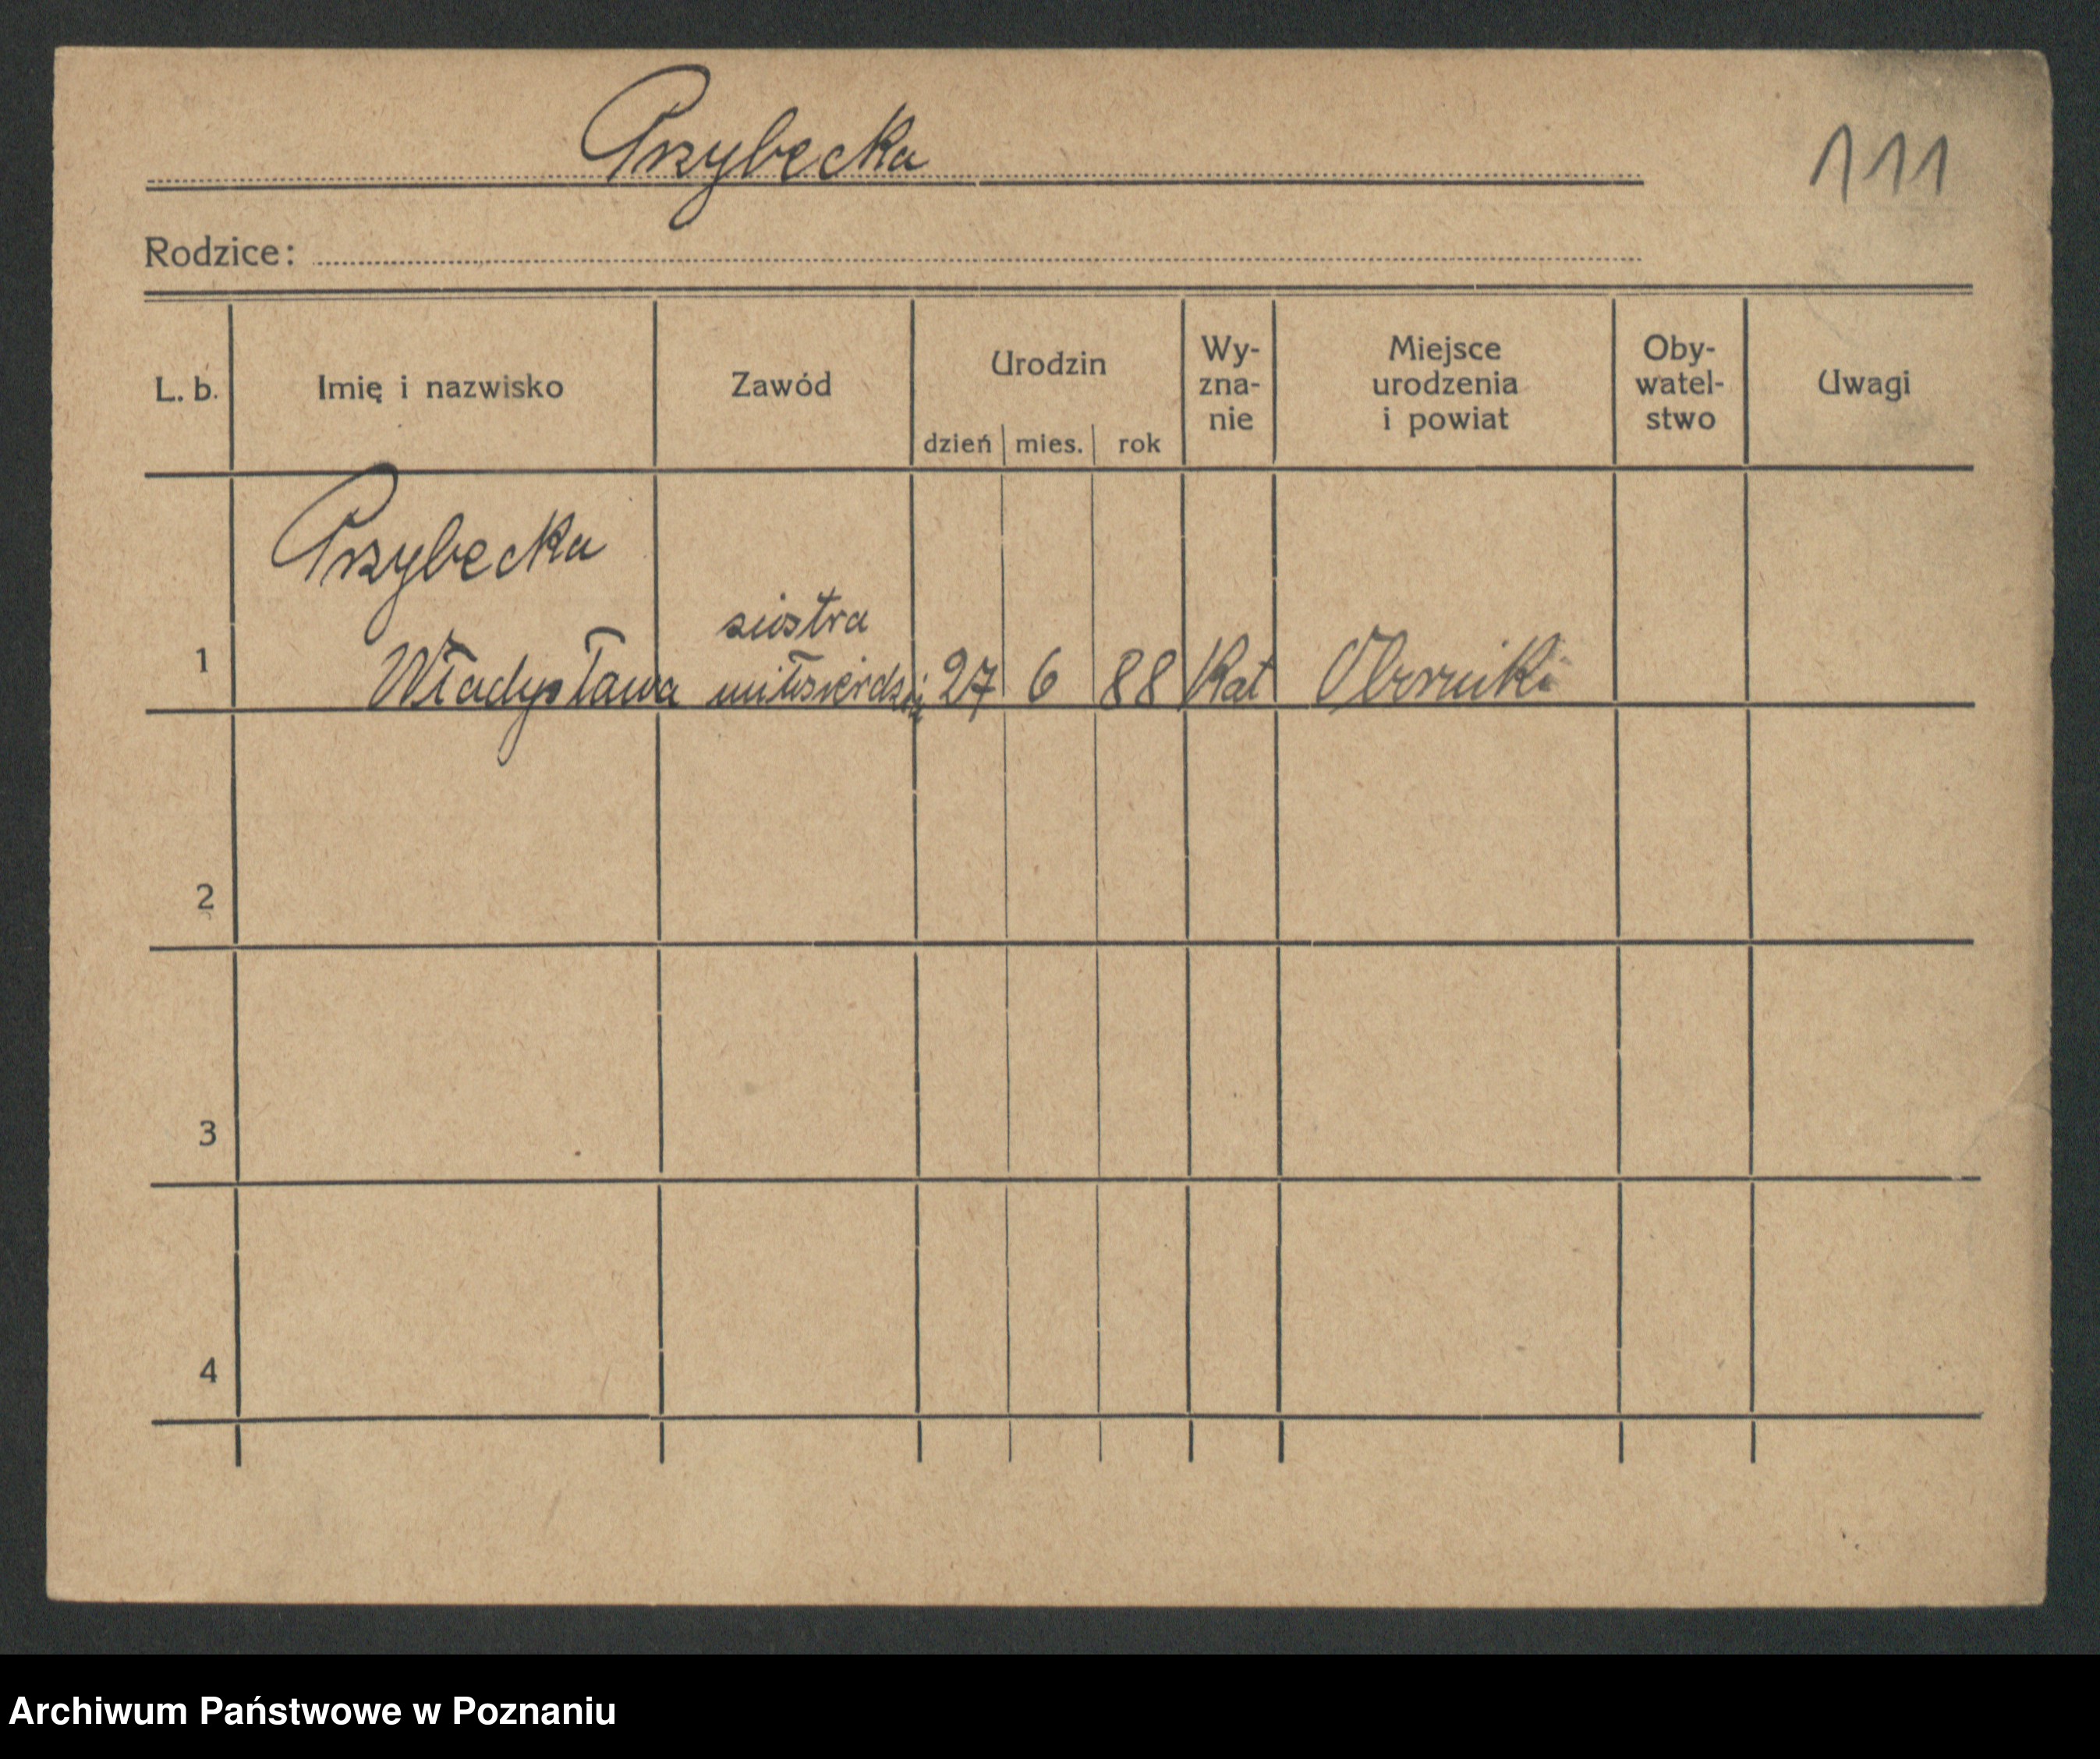 Przybecka
111
Rodzice:
L. b.
Imię i nazwisko
Zawód
Urodzin
dzień mies. rok
Wy-
zna-
nie
Miejsce
urodzenia
i powiat
Oby-
watel-
stwo
Uwagi
Przybecka
siostra
1 Władysława miłosierdzia 27 6 88 Kat Oborniki
2
3
4
Archiwum Państwowe w Poznaniu